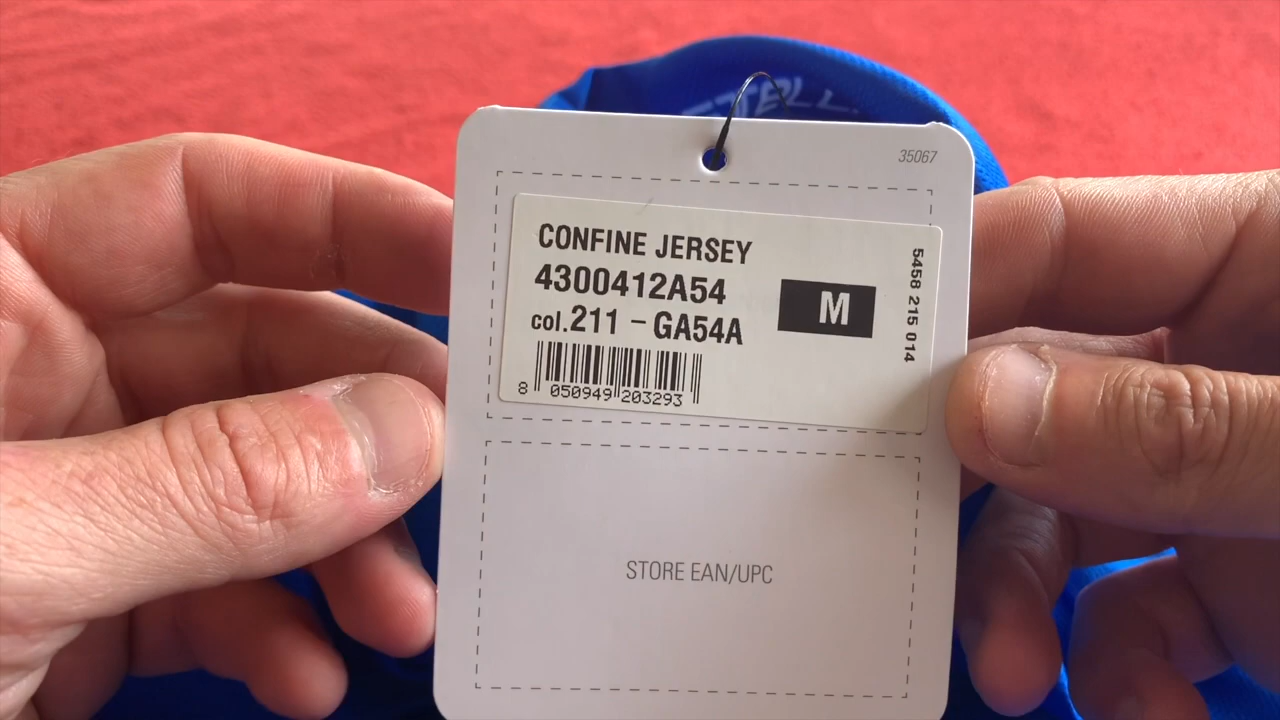 35067
CONFINE JERSEY
4300412A54
col.211 – GA54A
M
5458 215 014
8 050949 203293
STORE EAN/UPC